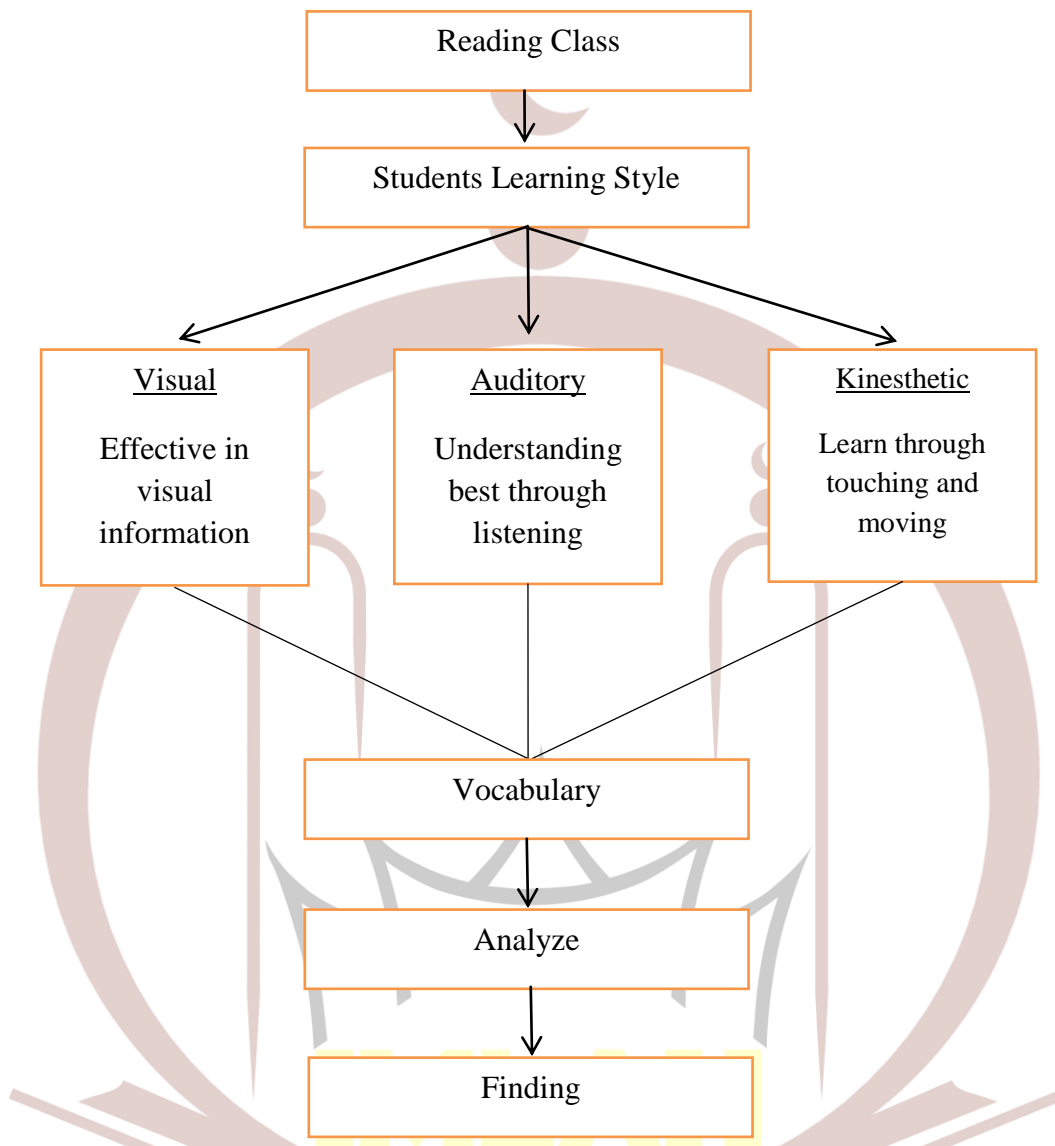 Reading Class
Students Learning Style
Visual
Effective in
visual
information
Auditory
Understanding
best through
listening
Kinesthetic
Learn through
touching and
moving
Vocabulary
Analyze
Finding